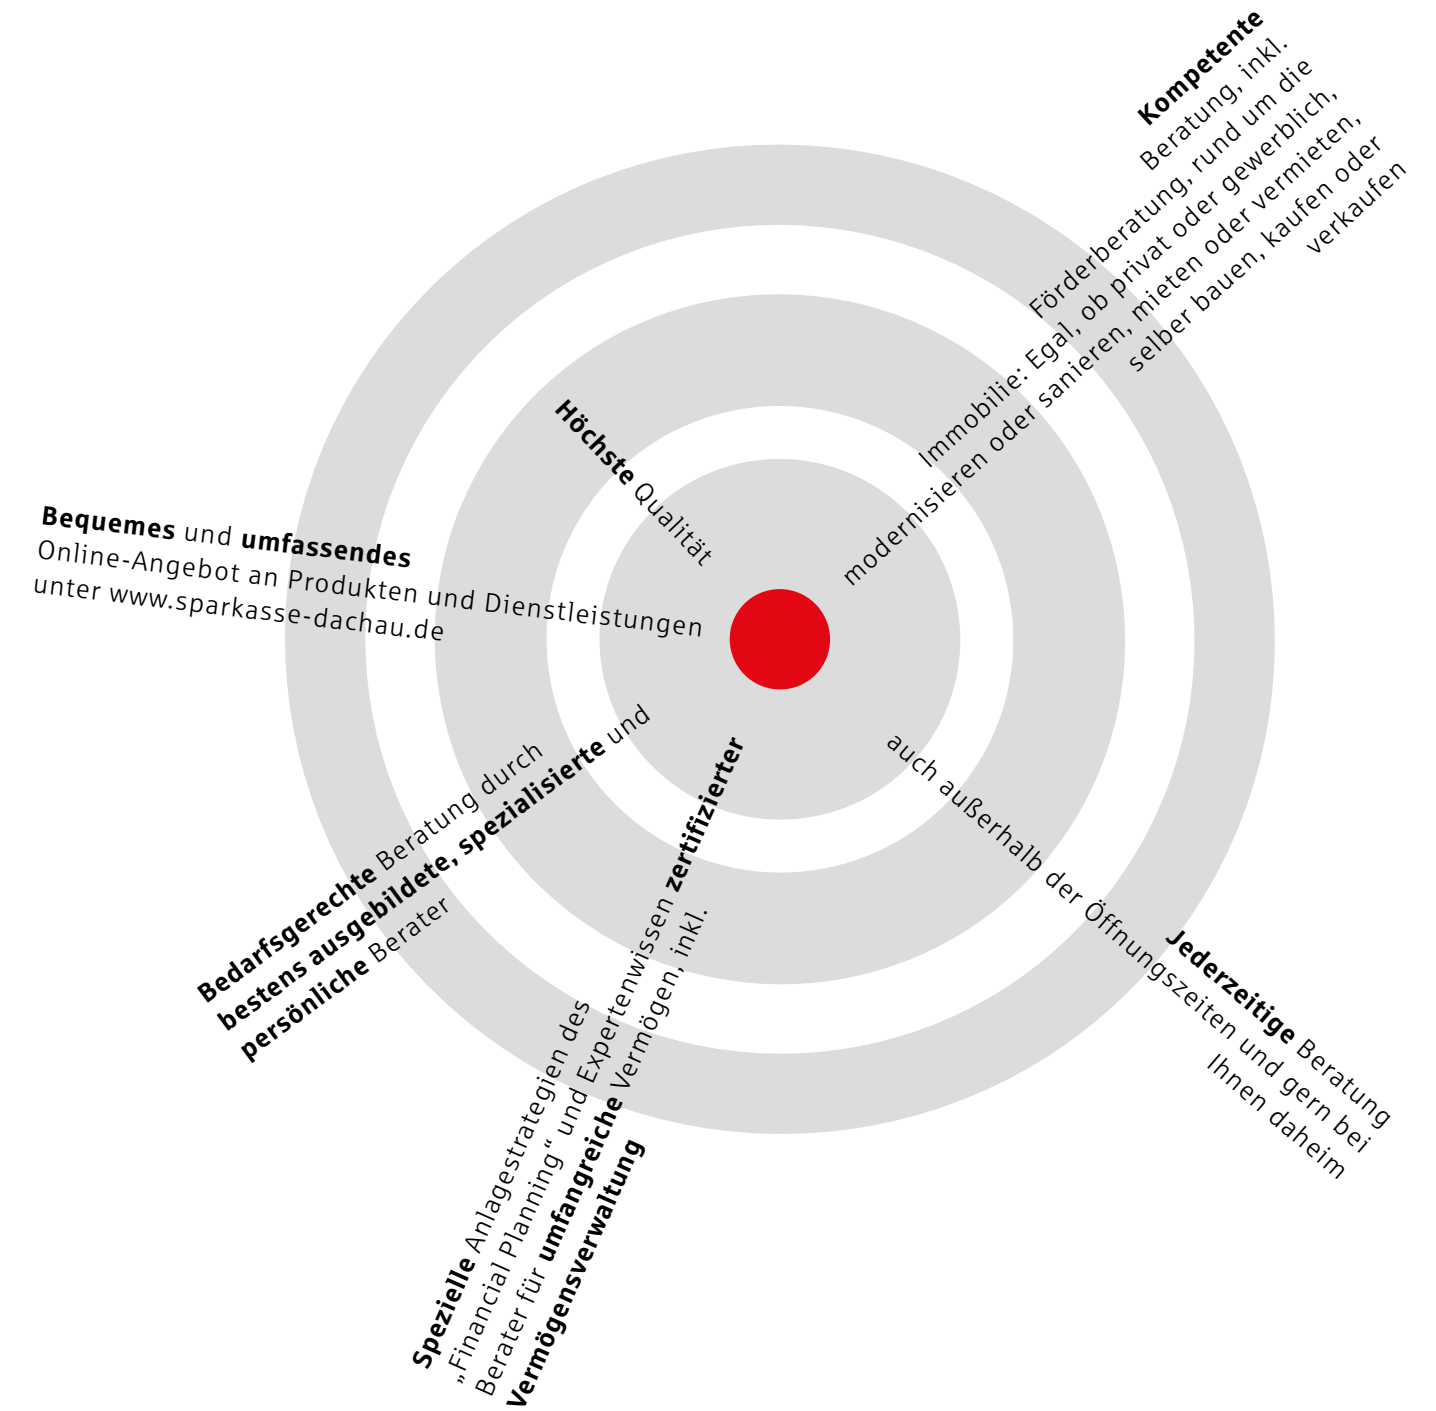 Kompetente
Beratung, inkl.
Förderberatung, rund um die
Immobilie: Egal, ob privat oder gewerblich,
modernisieren oder sanieren, mieten oder vermieten,
selber bauen, kaufen oder
verkaufen
Höchste Qualität
Bequemes und umfassendes
Online-Angebot an Produkten und Dienstleistungen
unter www.sparkasse-dachau.de
Bedarfsgerechte Beratung durch
bestens ausgebildete, spezialisierte und
persönliche Berater
Spezielle Anlagestrategien des
„Financial Planning“ und Expertenwissen zertifizierter
Berater für umfangreiche Vermögen, inkl.
Vermögensverwaltung
Jederzeitige Beratung
auch außerhalb der Öffnungszeiten und gern bei
Ihnen daheim